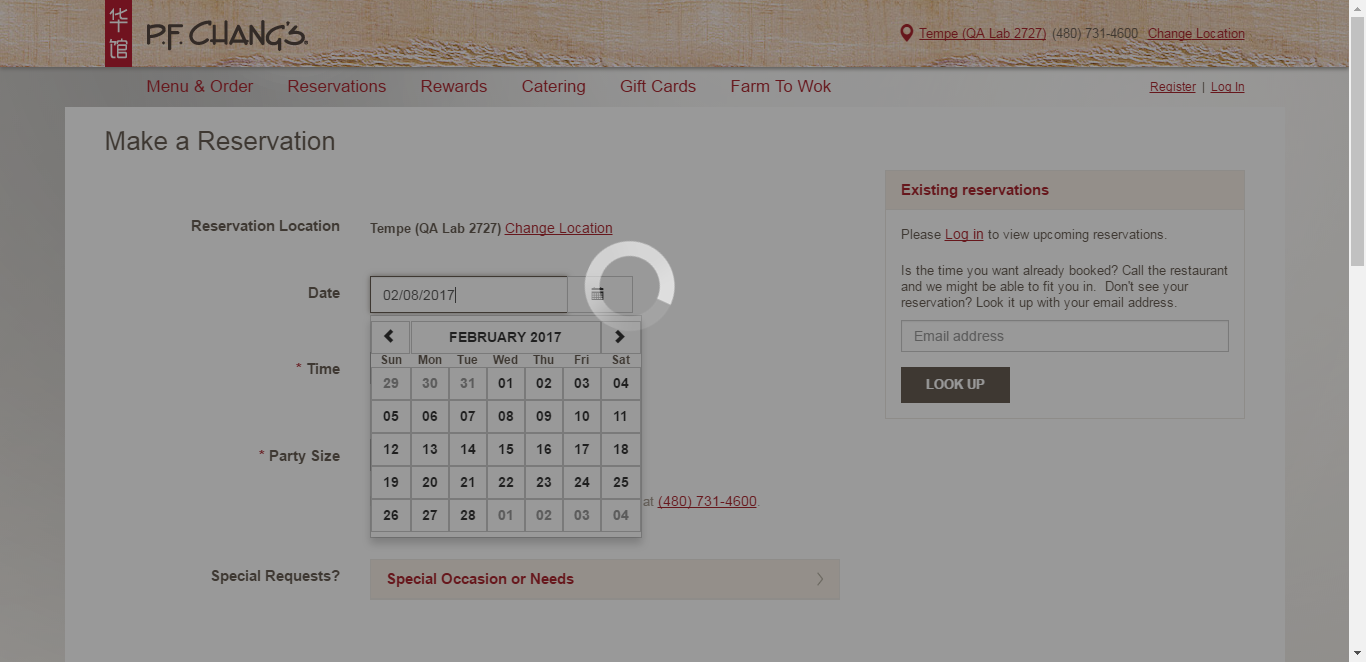 华
馆
P.F. CHANG'S.
Tempe (QA Lab 2727) (480) 731-4600 Change Location
Menu & Order Reservations Rewards Catering Gift Cards Farm To Wok
Register | Log In
Make a Reservation
Reservation Location
Tempe (QA Lab 2727) Change Location
Date
02/08/2017
FEBRUARY 2017
Sun Mon Tue Wed Thu Fri Sat
29 30 31 01 02 03 04
05 06 07 08 09 10 11
12 13 14 15 16 17 18
19 20 21 22 23 24 25
26 27 28 01 02 03 04
* Time
* Party Size
at (480) 731-4600.
Special Requests?
Special Occasion or Needs
Existing reservations
Please Log in to view upcoming reservations.
Is the time you want already booked? Call the restaurant
and we might be able to fit you in. Don't see your
reservation? Look it up with your email address.
Email address
LOOK UP